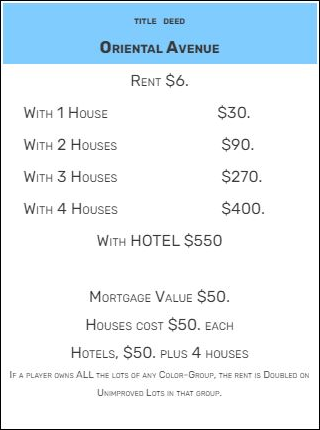 TITLE DEED
ORIENTAL AVENUE
RENT $6.
WITH 1 HOUSE $30.
WITH 2 HOUSES $90.
WITH 3 HOUSES $270.
WITH 4 HOUSES $400.
WITH HOTEL $550
MORTGAGE VALUE $50.
HOUSES COST $50. EACH
HOTELS, $50. PLUS 4 HOUSES
IF A PLAYER OWNS ALL THE LOTS OF ANY COLOR-GROUP, THE RENT IS DOUBLED ON
UNIMPROVED LOTS IN THAT GROUP.